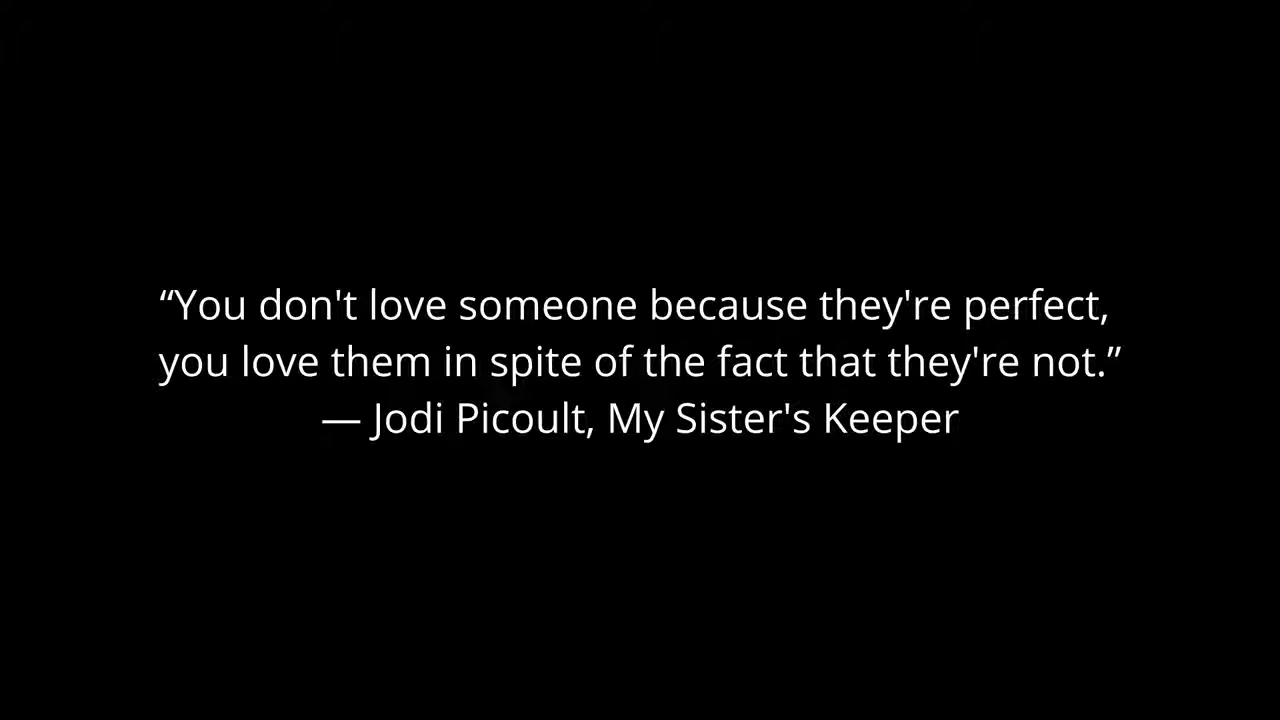 “You don't love someone because they're perfect,
you love them in spite of the fact that they're not.”
— Jodi Picoult, My Sister's Keeper